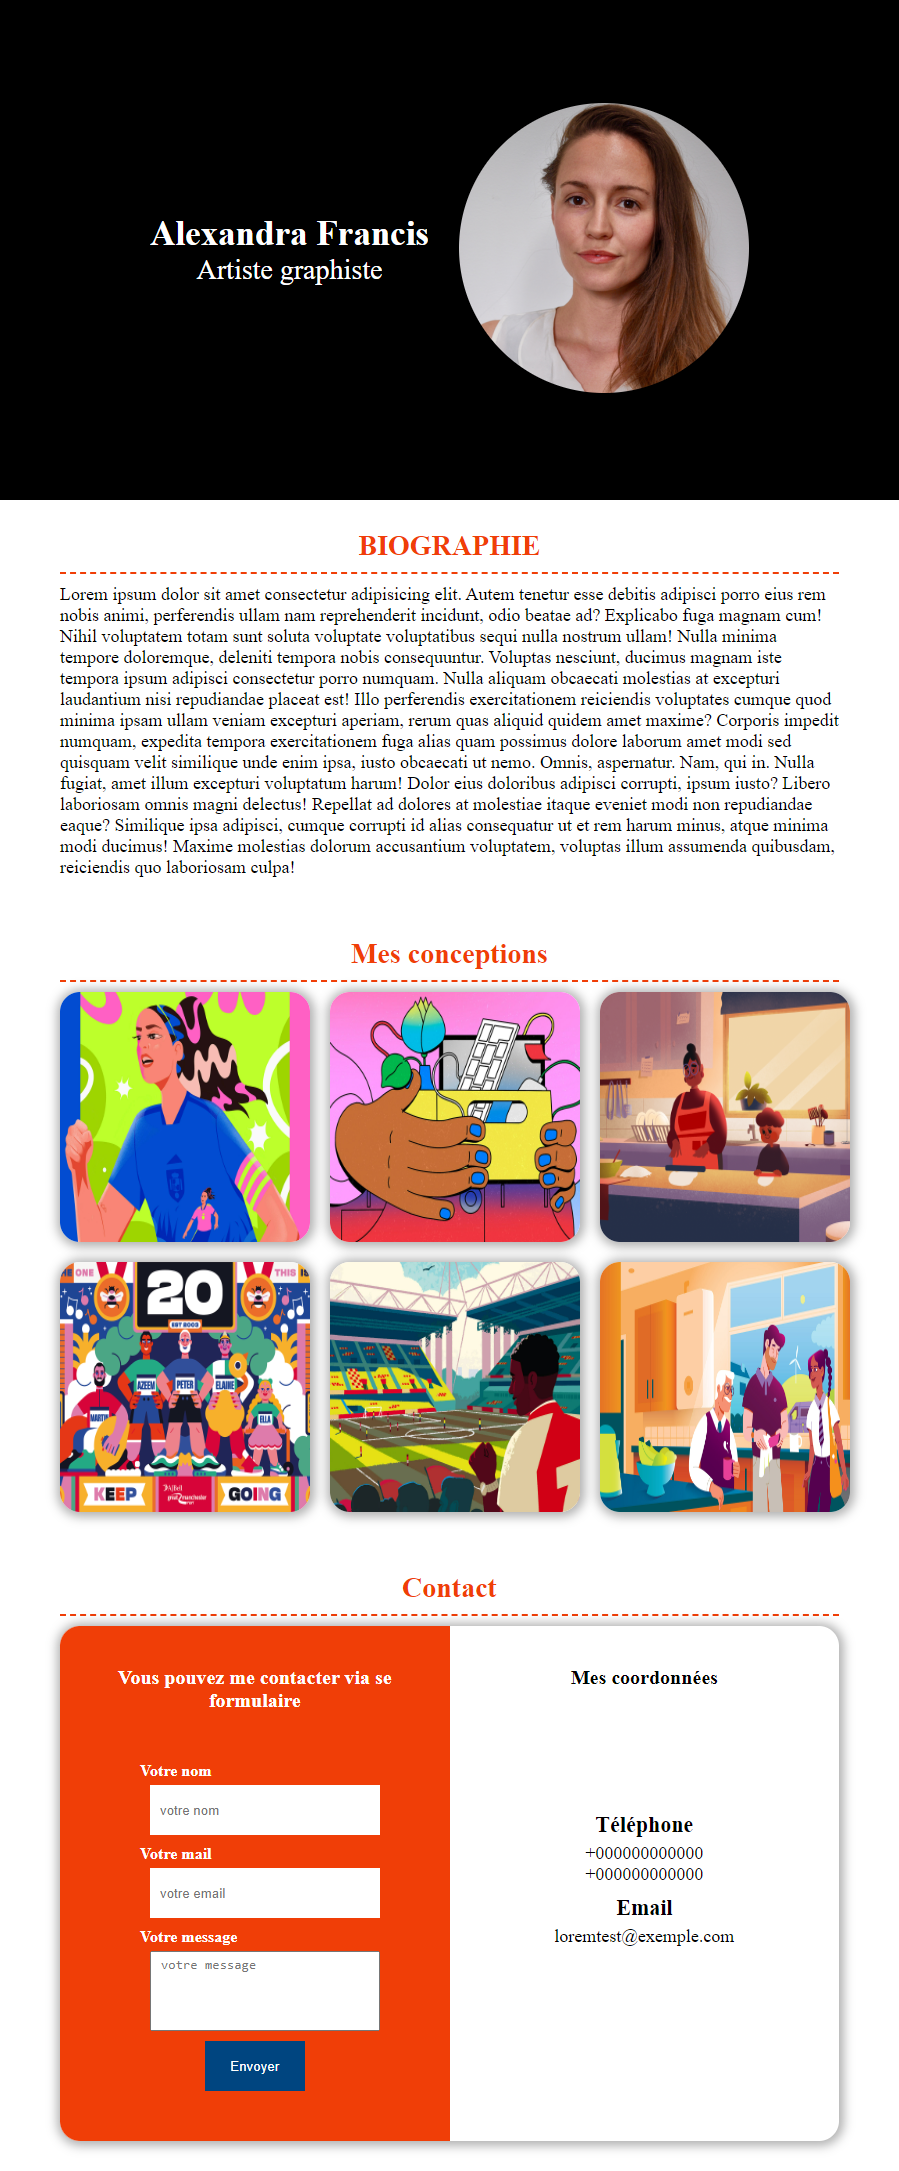 Alexandra Francis
Artiste graphiste
BIOGRAPHIE
Lorem ipsum dolor sit amet consectetur adipisicing elit. Autem tenetur esse debitis adipisci porro eius rem
nobis animi, perferendis ullam nam reprehenderit incidunt, odio beatae ad? Explicabo fuga magnam cum!
Nihil voluptatem totam sunt soluta voluptate voluptatibus sequi nulla nostrum ullam! Nulla minima
tempore doloremque, deleniti tempora nobis consequuntur. Voluptas nesciunt, ducimus magnam iste
tempora ipsum adipisci consectetur porro numquam. Nulla aliquam obcaecati molestias at excepturi
laudantium nisi repudiandae placeat est! Illo perferendis exercitationem reiciendis voluptates cumque quod
minima ipsam ullam veniam excepturi aperiam, rerum quas aliquid quidem amet maxime? Corporis impedit
numquam, expedita tempora exercitationem fuga alias quam possimus dolore laborum amet modi sed
quisquam velit similique unde enim ipsa, iusto obcaecati ut nemo. Omnis, aspernatur. Nam, qui in. Nulla
fugiat, amet illum excepturi voluptatum harum! Dolor eius doloribus adipisci corrupti, ipsum iusto? Libero
laboriosam omnis magni delectus! Repellat ad dolores at molestiae itaque eveniet modi non repudiandae
eaque? Similique ipsa adipisci, cumque corrupti id alias consequatur ut et rem harum minus, atque minima
modi ducimus! Maxime molestias dolorum accusantium voluptatem, voluptas illum assumenda quibusdam,
reiciendis quo laboriosam culpa!
Mes conceptions
ONE
20
THIS
EST 2003
MARTIN
AZEEM
PETER
ELAINE
ELLA
KEEP
GOING
Contact
Vous pouvez me contacter via se
formulaire
Votre nom
votre nom
Votre mail
votre email
Votre message
votre message
Envoyer
Mes coordonnées
Téléphone
+000000000000
+000000000000
Email
loremtest@exemple.com